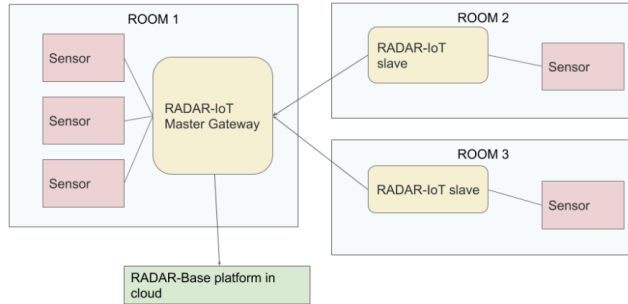 ROOM 1
Sensor
Sensor
Sensor
RADAR-IoT
Master Gateway
ROOM 2
RADAR-IoT
slave
Sensor
ROOM 3
RADAR-IoT slave
Sensor
RADAR-Base platform in
cloud